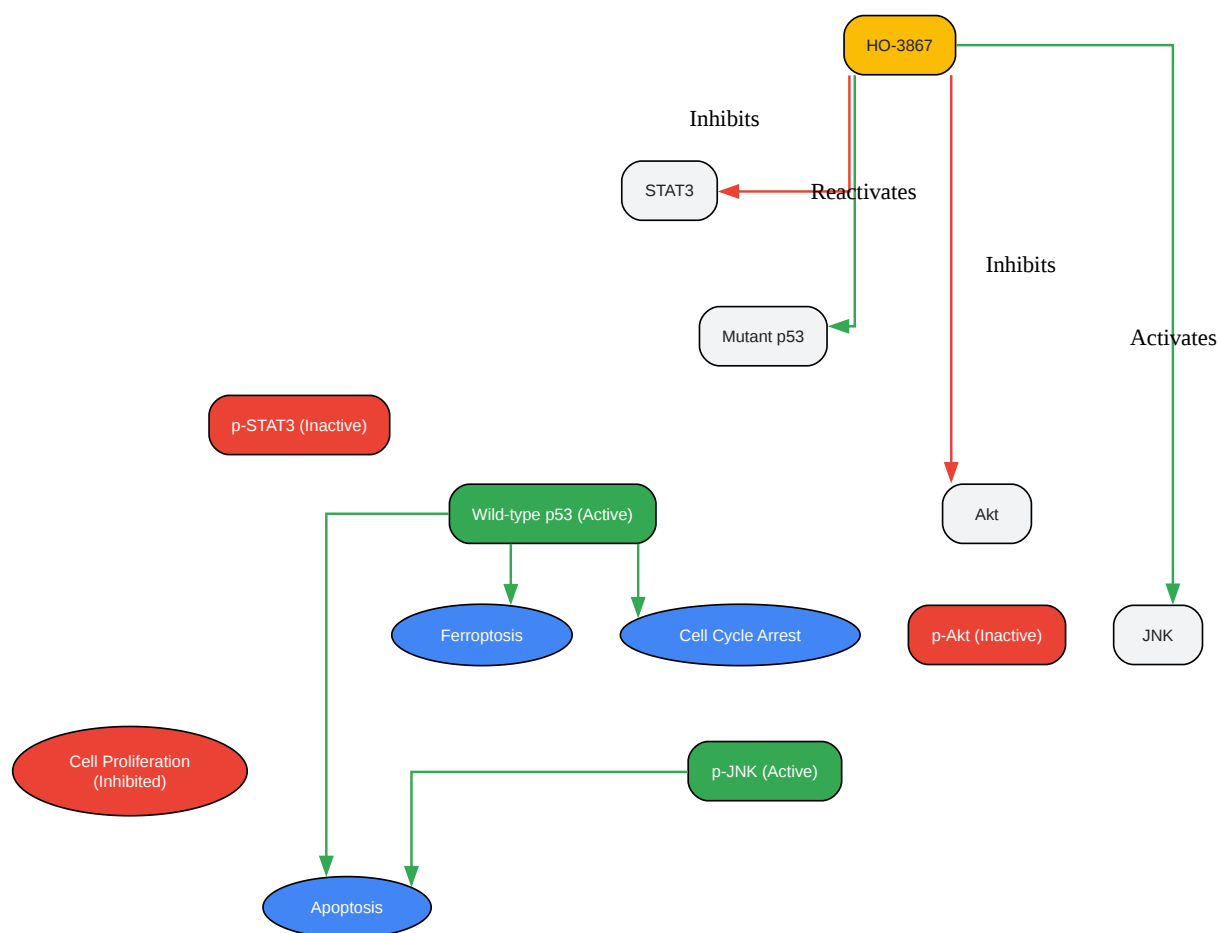 HO-3867
Inhibits
STAT3
Reactivates
Inhibits
Mutant p53
Activates
p-STAT3 (Inactive)
Wild-type p53 (Active)
Akt
Ferroptosis
Cell Cycle Arrest
p-Akt (Inactive)
JNK
Cell Proliferation
(Inhibited)
p-JNK (Active)
Apoptosis